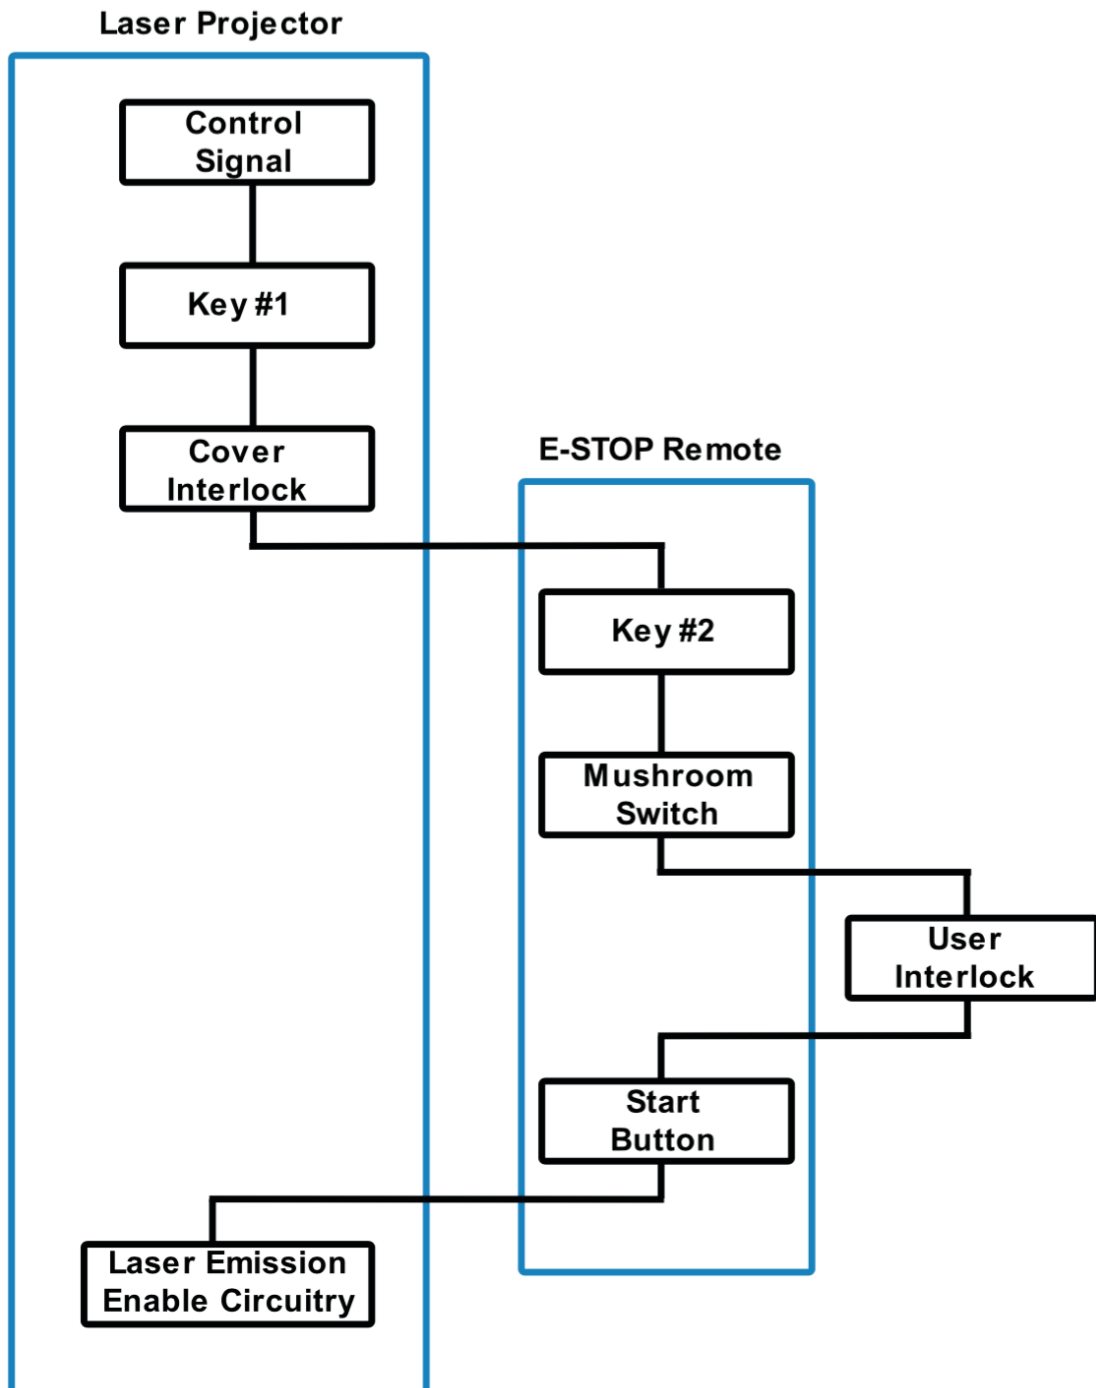 Laser Projector
Control
Signal
Key #1
Cover
Interlock
E-STOP Remote
Key #2
Mushroom
Switch
User
Interlock
Start
Button
Laser Emission
Enable Circuitry